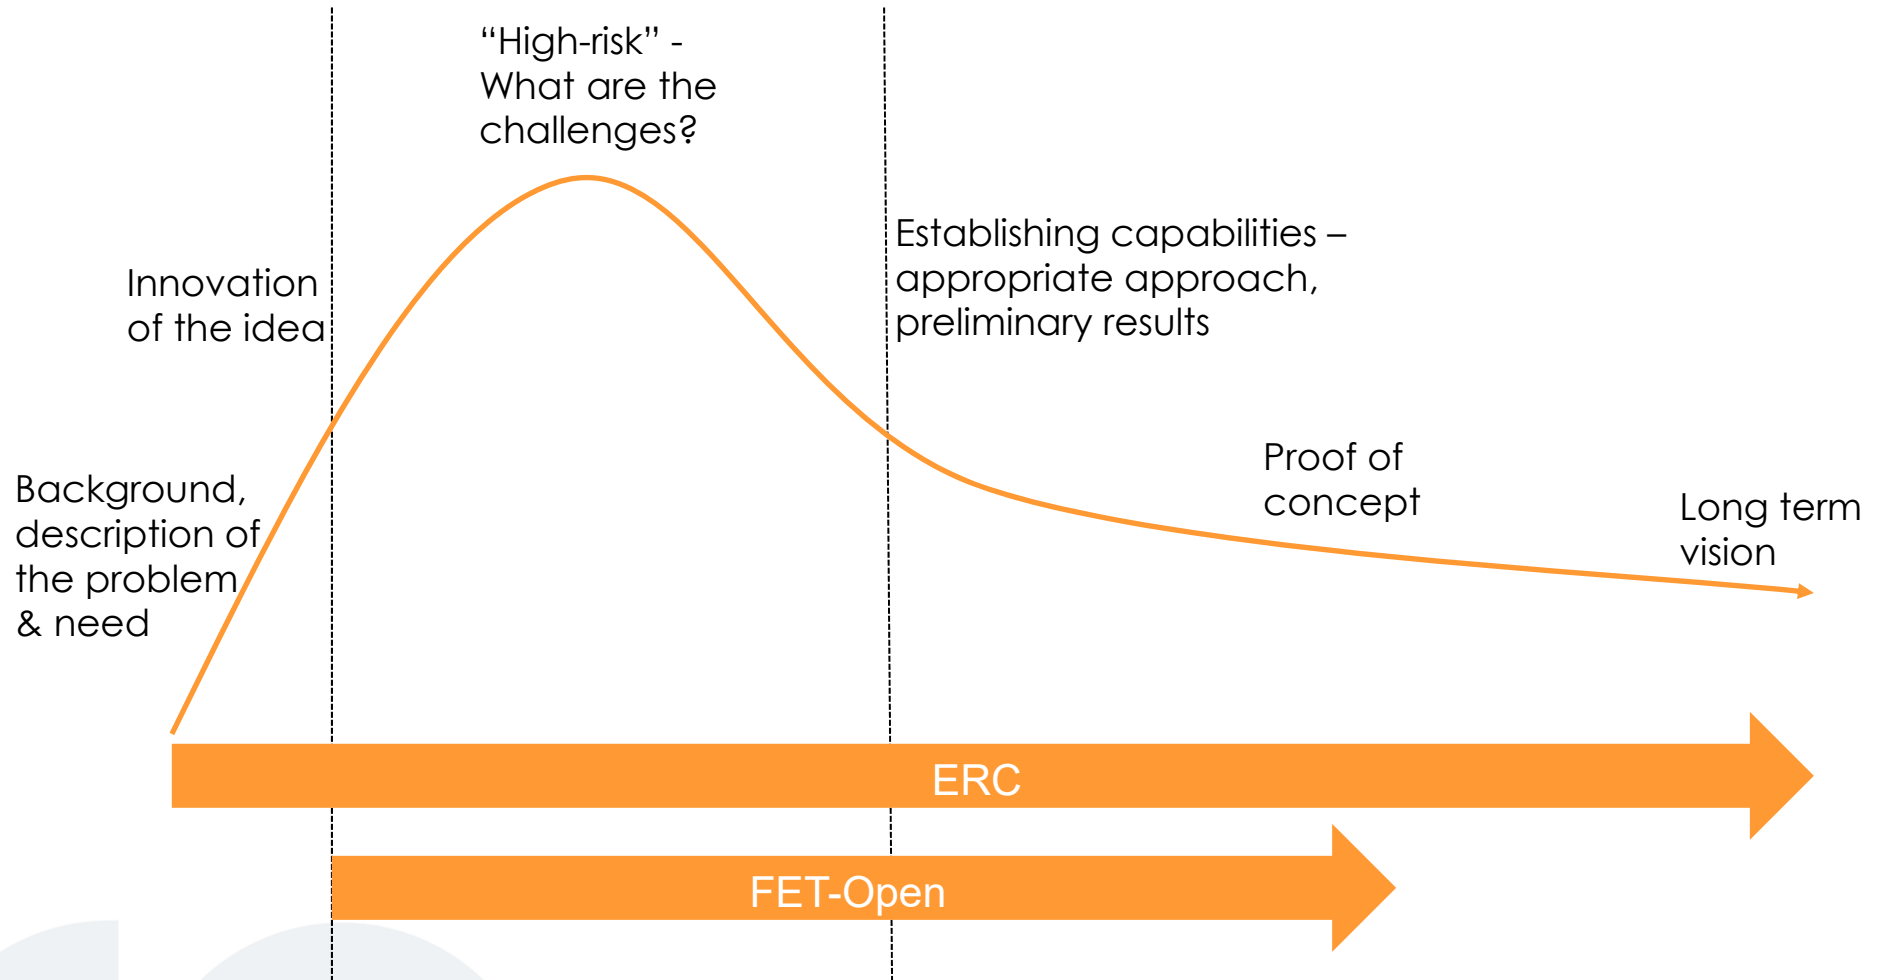 “High-risk” -
What are the
challenges?
Innovation
of the idea
Establishing capabilities –
appropriate approach,
preliminary results
Background,
description of
the problem
& need
Proof of
concept
Long term
vision
ERC
FET-Open